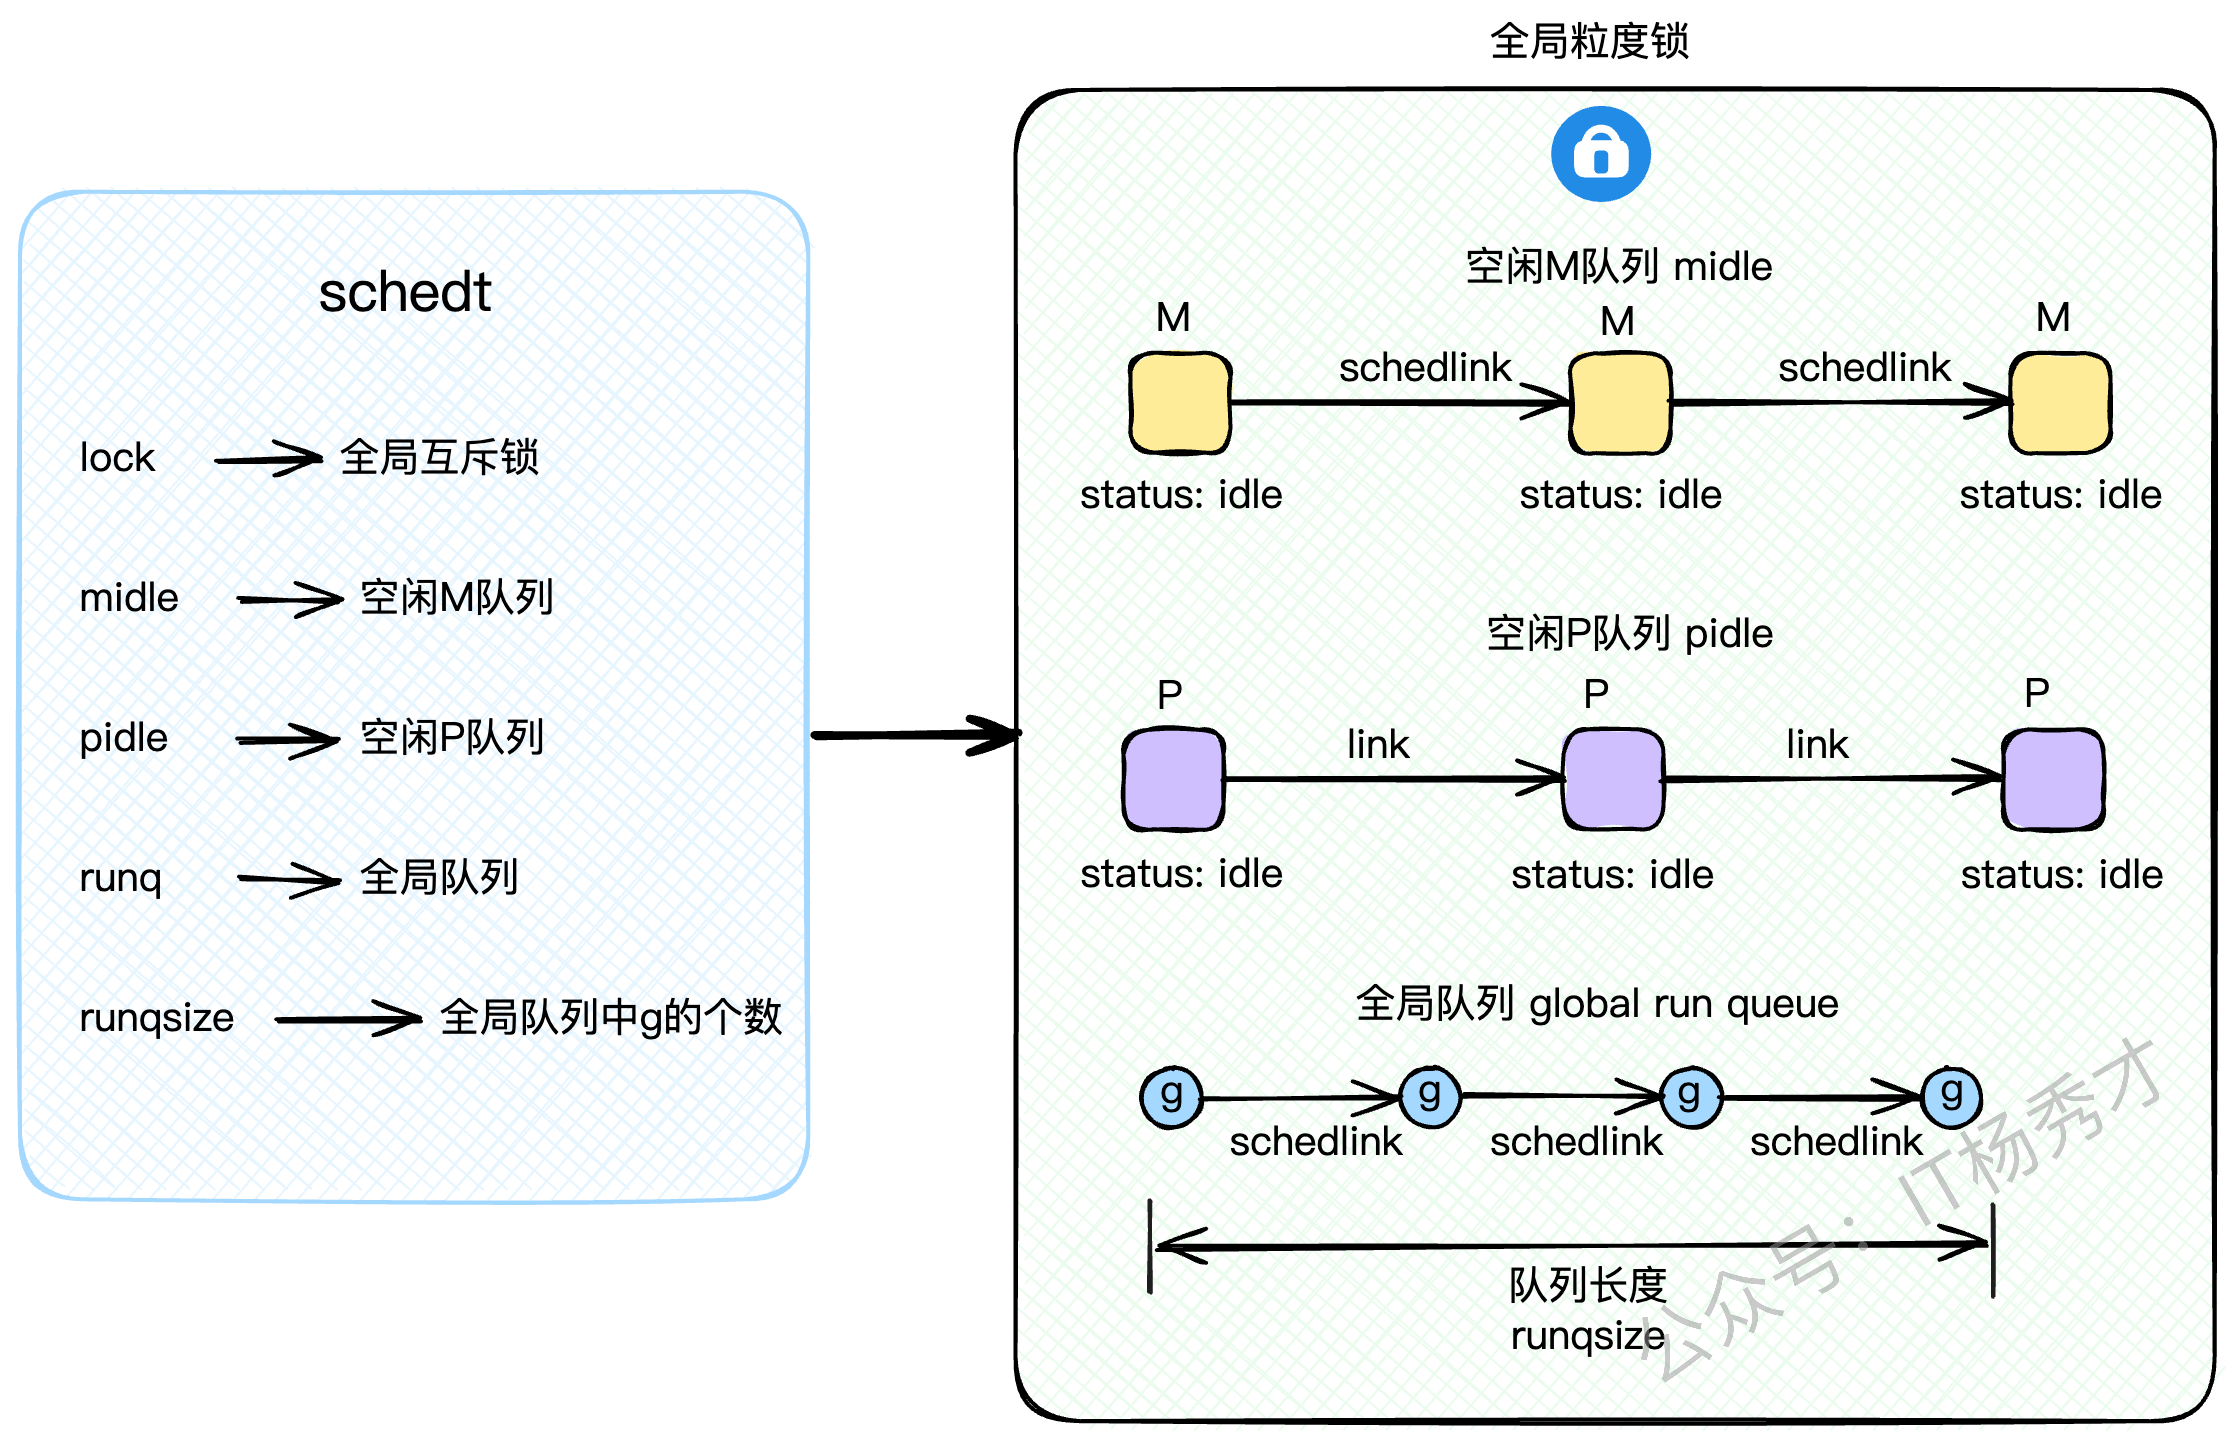 schedt
lock 全局互斥锁
midle 空闲M队列
pidle 空闲P队列
runq 全局队列
runqsize 全局队列中g的个数
全局粒度锁
空闲M队列 midle
M M M
schedlink schedlink
status: idle status: idle status: idle
空闲P队列 pidle
P P P
link link
status: idle status: idle status: idle
全局队列 global run queue
g g g g
schedlink schedlink schedlink
队列长度
runqsize
公众号：IT杨秀才